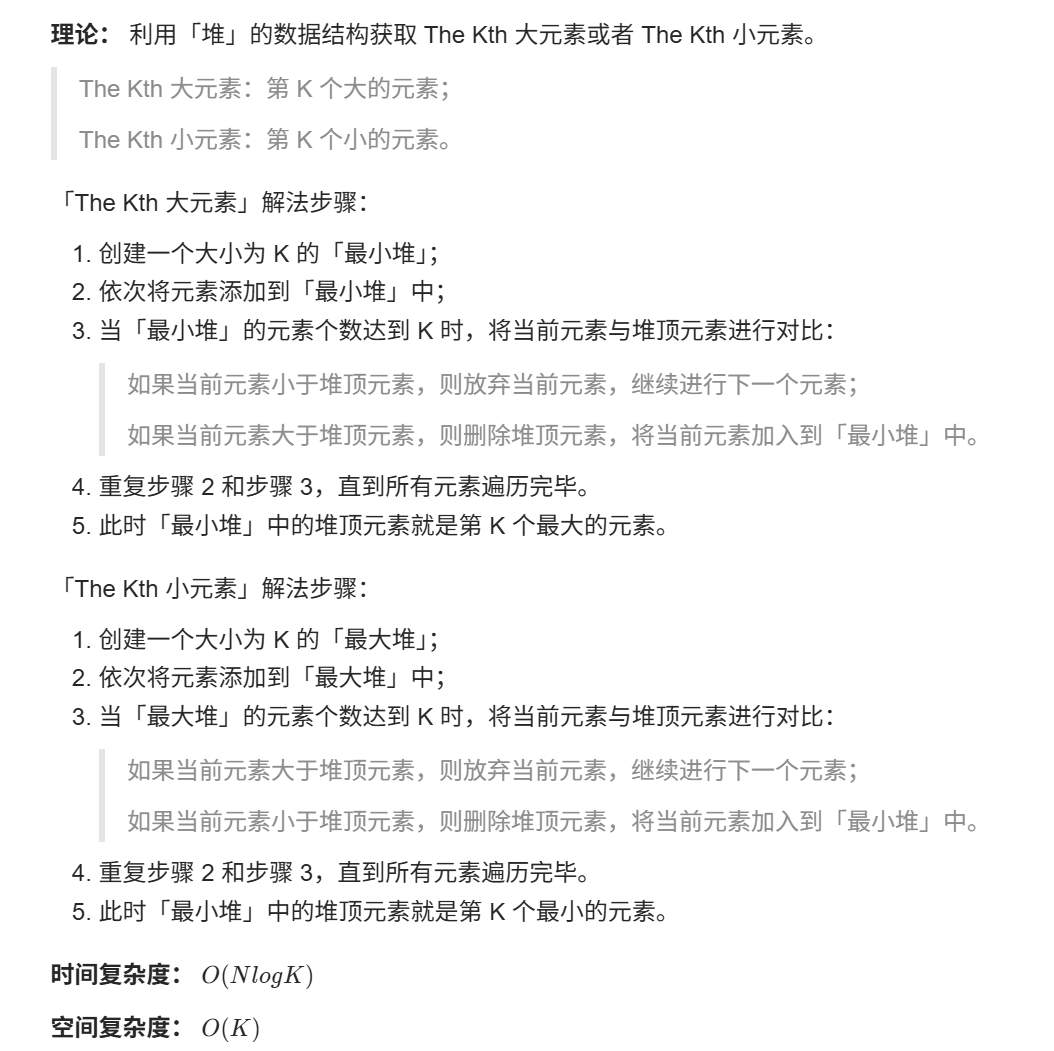 理论： 利用「堆」的数据结构获取 The Kth 大元素或者 The Kth 小元素。
The Kth 大元素：第 K 个大的元素；
The Kth 小元素：第 K 个小的元素。
「The Kth 大元素」解法步骤：
1. 创建一个大小为 K 的「最小堆」；
2. 依次将元素添加到「最小堆」中；
3. 当「最小堆」的元素个数达到 K 时，将当前元素与堆顶元素进行对比：
如果当前元素小于堆顶元素，则放弃当前元素，继续进行下一个元素；
如果当前元素大于堆顶元素，则删除堆顶元素，将当前元素加入到「最小堆」中。
4. 重复步骤 2 和步骤 3，直到所有元素遍历完毕。
5. 此时「最小堆」中的堆顶元素就是第 K 个最大的元素。
「The Kth 小元素」解法步骤：
1. 创建一个大小为 K 的「最大堆」；
2. 依次将元素添加到「最大堆」中；
3. 当「最大堆」的元素个数达到 K 时，将当前元素与堆顶元素进行对比：
如果当前元素大于堆顶元素，则放弃当前元素，继续进行下一个元素；
如果当前元素小于堆顶元素，则删除堆顶元素，将当前元素加入到「最小堆」中。
4. 重复步骤 2 和步骤 3，直到所有元素遍历完毕。
5. 此时「最小堆」中的堆顶元素就是第 K 个最小的元素。
时间复杂度： O(NlogK)
空间复杂度： O(K)